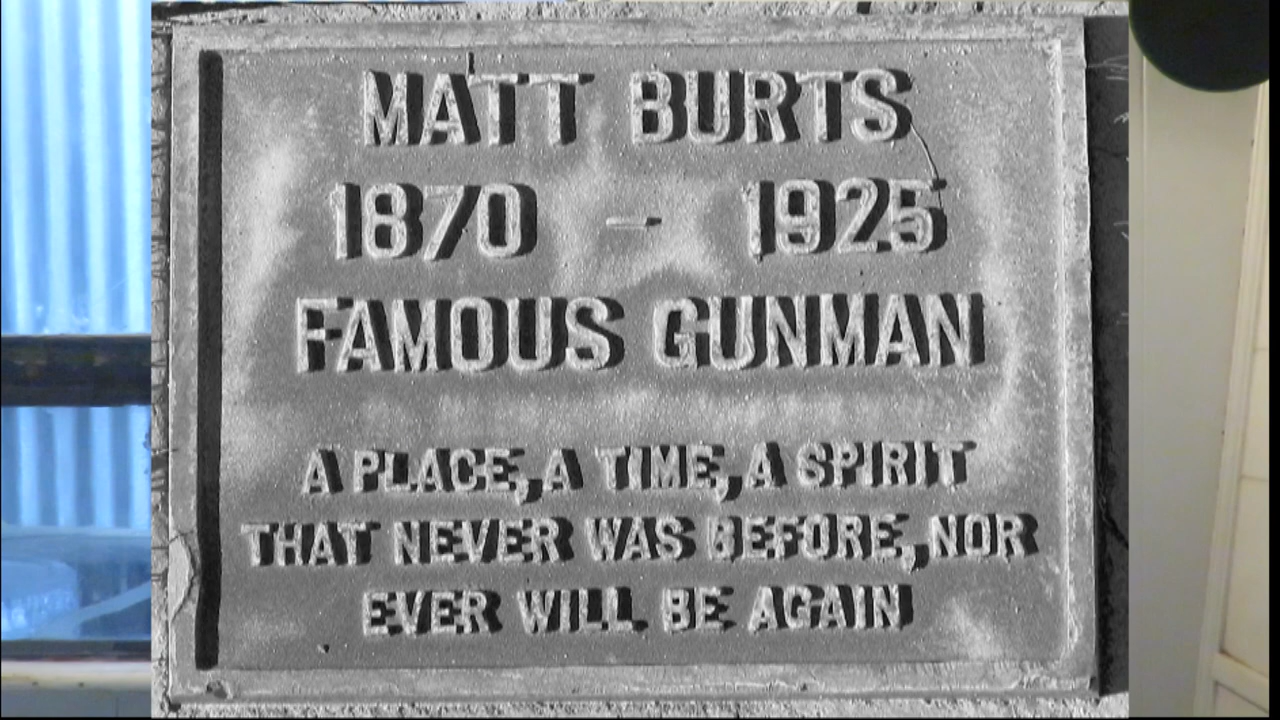 MATT BURTS
1870 - 1925
FAMOUS GUNMAN
A PLACE, A TIME, A SPIRIT
THAT NEVER WAS BEFORE, NOR
EVER WILL BE AGAIN